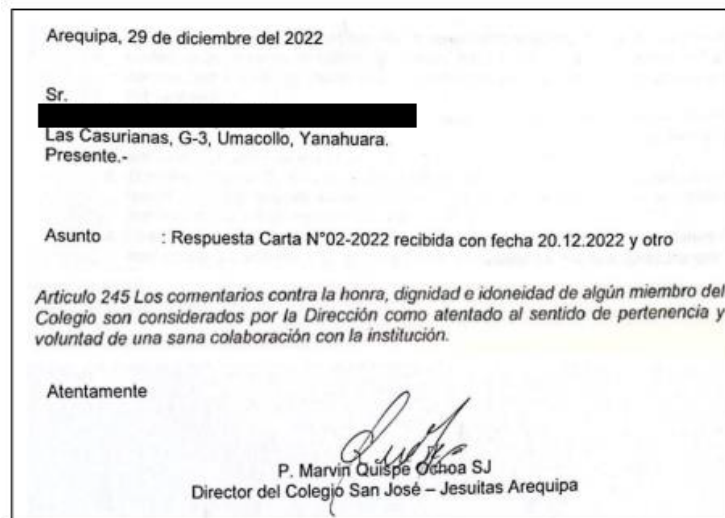 Arequipa, 29 de diciembre del 2022
Sr.
Las Casurianas, G-3, Umacollo, Yanahuara.
Presente.-
Asunto : Respuesta Carta N°02-2022 recibida con fecha 20.12.2022 y otro
Articulo 245 Los comentarios contra la honra, dignidad e idoneidad de algún miembro del
Colegio son considerados por la Dirección como atentado al sentido de pertenencia y
voluntad de una sana colaboración con la institución.
Atentamente
P. Marvin Quispe Ochoa SJ
Director del Colegio San José – Jesuitas Arequipa